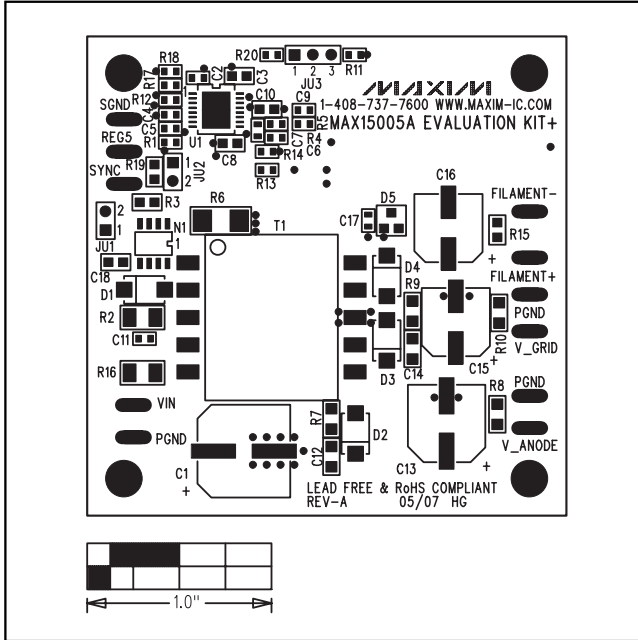 R18
R20
C2
C3
1 2 3
JU3
R11
R17
R12
1
MAXIM
SGND
C4
C10
C9
1-408-737-7600 WWW.MAXIM-IC.COM
R5
MAX15005A EVALUATION KIT+
REG5
C5
R1
U1
R4
C7
C6
C8
R14
SYNC
R19
1
2
JU2
R13
C16
R3
R6
D5
FILAMENT-
2
1
JU1
N1
1
T1
C17
R15
+
C18
D4
FILAMENT+
D1
R9
PGND
R2
R10
C11
V_GRID
D3
C14
C15
+
R16
PGND
R8
VIN
R7
D2
PGND
V_ANODE
C1
C12
C13
+
+
LEAD FREE & RoHS COMPLIANT
REV-A 05/07 HG
1.0"